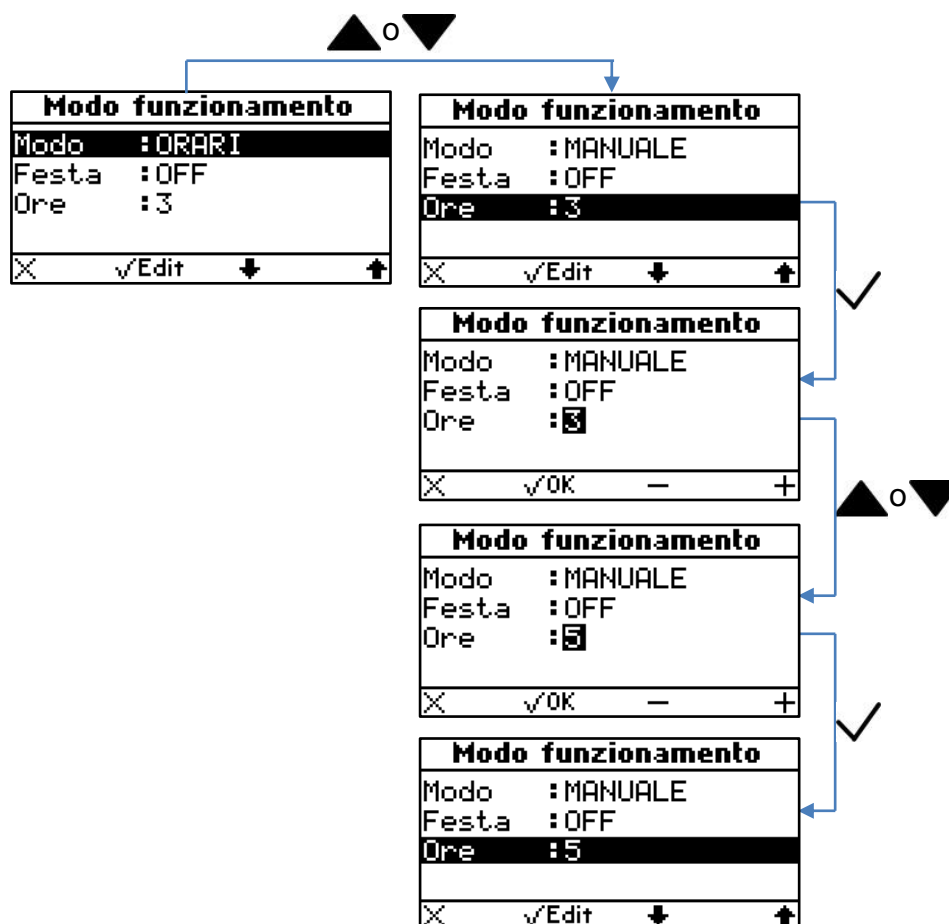 o
Modo funzionamento
Modo :ORARI
Festa :OFF
Ore :3
X √Edit
Modo funzionamento
Modo :MANUALE
Festa :OFF
Ore :3
X √Edit
Modo funzionamento
Modo :MANUALE
Festa :OFF
Ore :3
X √OK — +
o
Modo funzionamento
Modo :MANUALE
Festa :OFF
Ore :5
X √OK — +
Modo funzionamento
Modo :MANUALE
Festa :OFF
Ore :5
X √Edit